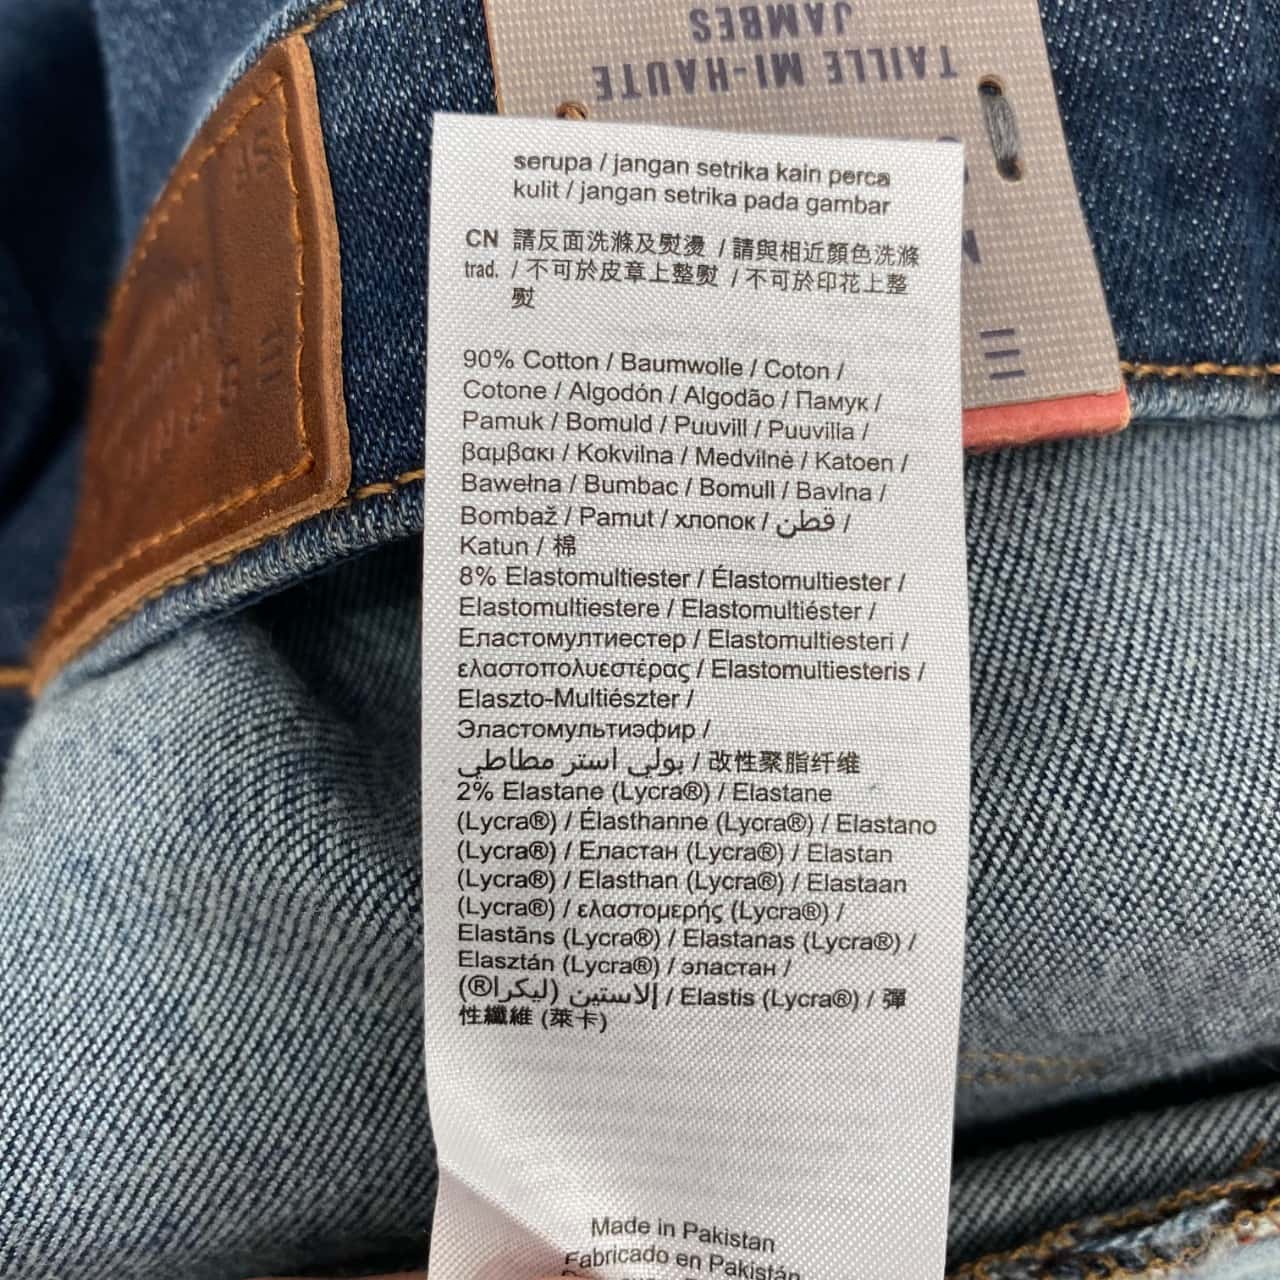 JAMBES
TAILLE MI-HAUTE
serupa / jangan setrika kain perca
kulit / jangan setrika pada gambar
CN 請反面洗滌及熨燙 / 請與相近顏色洗滌
trad. / 不可於皮章上整熨 / 不可於印花上整
熨
90% Cotton / Baumwolle / Coton /
Cotone / Algodón / Algodão / Памук /
Pamuk / Bomuld / Puuvill / Puuvilla /
βαμβακι / Kokvilna / Medvilnė / Katoen /
Bawełna / Bumbac / Bomull / Bavlna /
Bombaž / Pamut / хлопок / قطن /
Katun / 棉
8% Elastomultiester / Élastomultiester /
Elastomultiestere / Elastomultiéster /
Еластомултиестер / Elastomultiesteri /
ελαστοπολυεστέρας / Elastomultiesteris /
Elaszto-Multiészter /
Эластомультиэфир /
بولي استر مطاطي / 改性聚脂纤维
2% Elastane (Lycra®) / Elastane
(Lycra®) / Élasthanne (Lycra®) / Elastano
(Lycra®) / Еластан (Lycra®) / Elastan
(Lycra®) / Elasthan (Lycra®) / Elastaan
(Lycra®) / ελαστομερής (Lycra®) /
Elastāns (Lycra®) / Elastanas (Lycra®) /
Elasztán (Lycra®) / эластан /
إلاستين (ليكرا®) / Elastis (Lycra®) / 彈
性纖維 (萊卡)
Made in Pakistan
Fabricado en Pakistán